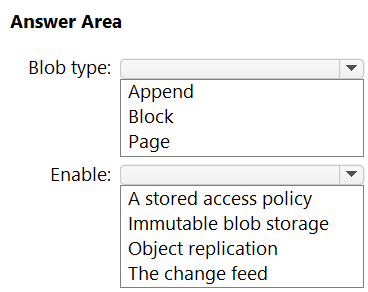 Answer Area
Blob type:
Append
Block
Page
Enable:
A stored access policy
Immutable blob storage
Object replication
The change feed